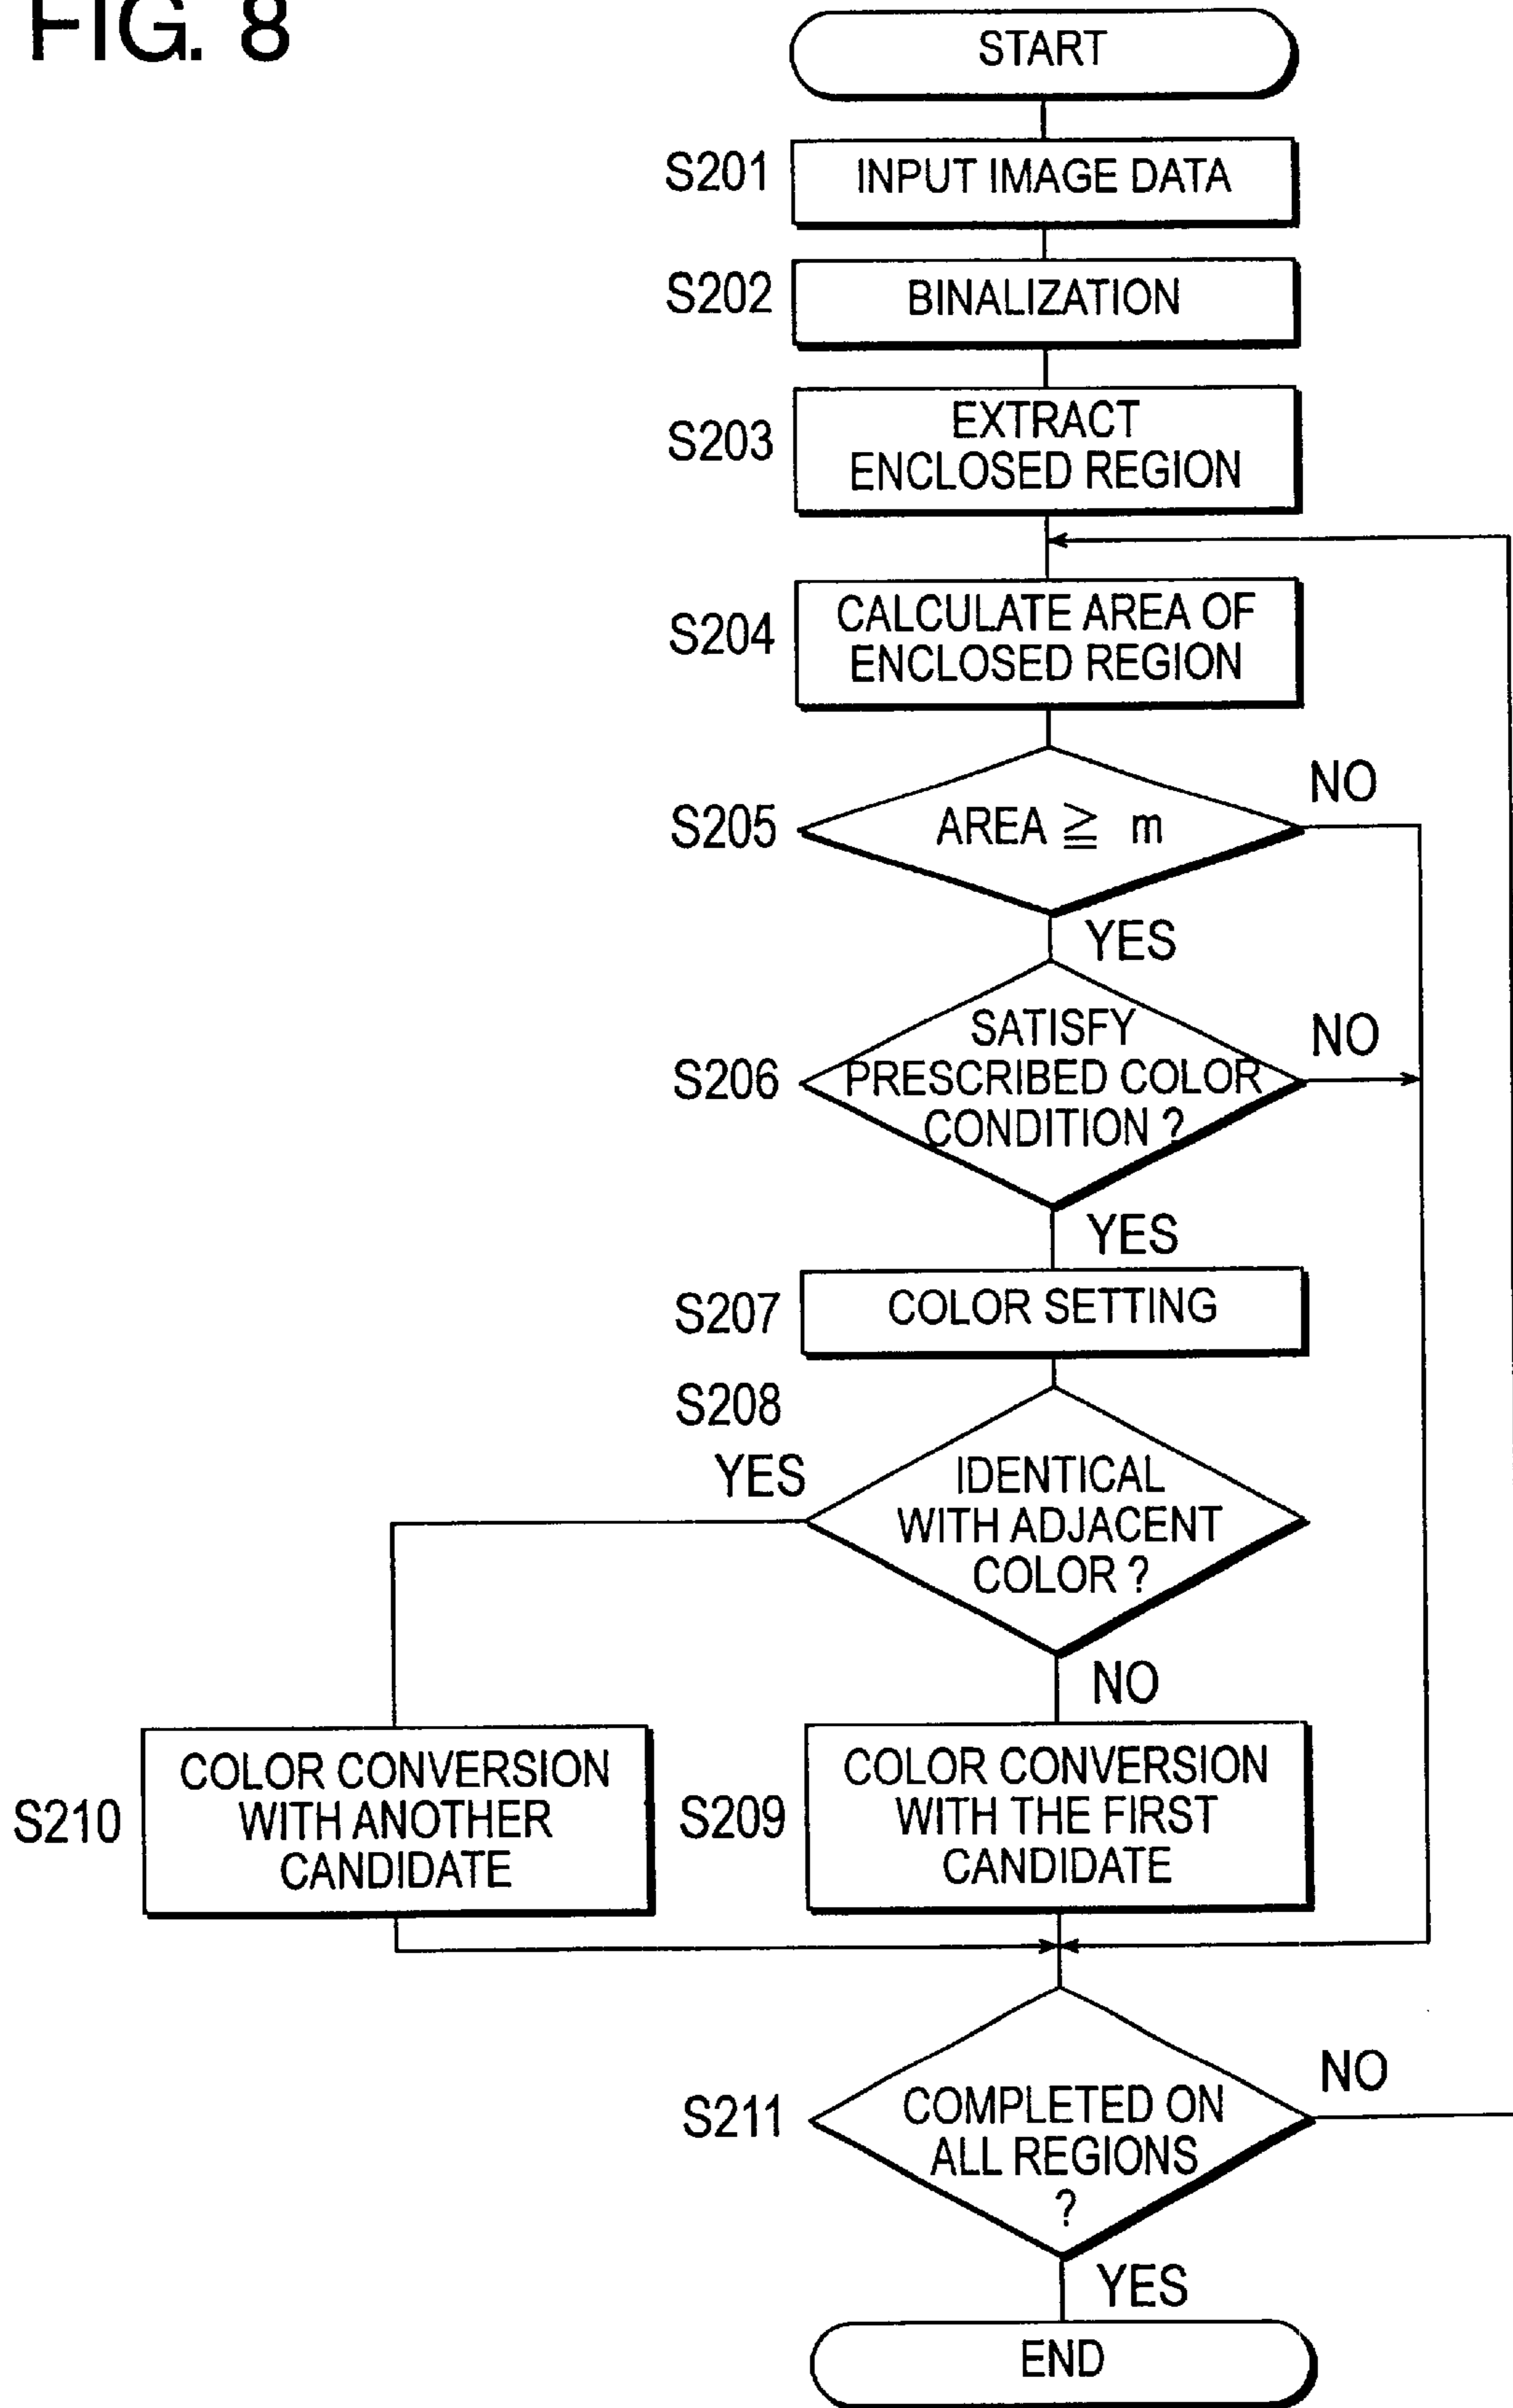 FIG. 8
START
S201
INPUT IMAGE DATA
S202
BINALIZATION
S203
EXTRACT
ENCLOSED REGION
S204
CALCULATE AREA OF
ENCLOSED REGION
S205
AREA ≧ m
NO
YES
S206
SATISFY
PRESCRIBED COLOR
CONDITION ?
NO
YES
S207
COLOR SETTING
S208
YES
IDENTICAL
WITH ADJACENT
COLOR ?
NO
S210
COLOR CONVERSION
WITH ANOTHER
CANDIDATE
S209
COLOR CONVERSION
WITH THE FIRST
CANDIDATE
S211
COMPLETED ON
ALL REGIONS
?
NO
YES
END